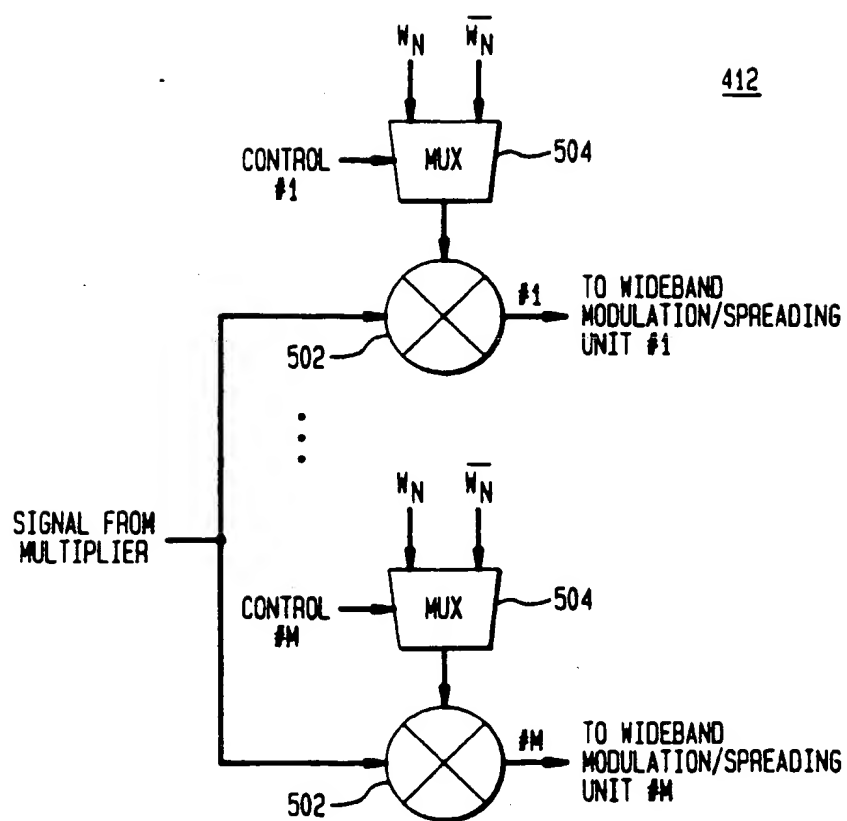 W_N  W̅_N̅
412
MUX
504
CONTROL
#1
#1
TO WIDEBAND
MODULATION/SPREADING
UNIT #1
502
W_N  W̅_N̅
SIGNAL FROM
MULTIPLIER
MUX
504
CONTROL
#M
#M
TO WIDEBAND
MODULATION/SPREADING
UNIT #M
502